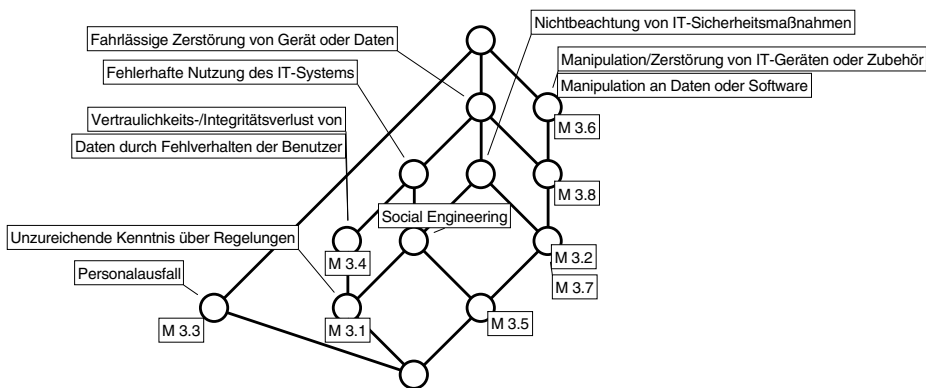 Nichtbeachtung von IT-Sicherheitsmaßnahmen
Fahrlässige Zerstörung von Gerät oder Daten
Manipulation/Zerstörung von IT-Geräten oder Zubehör
Fehlerhafte Nutzung des IT-Systems
Manipulation an Daten oder Software
Vertraulichkeits-/Integritätsverlust von
M 3.6
Daten durch Fehlverhalten der Benutzer
M 3.8
Social Engineering
Unzureichende Kenntnis über Regelungen
M 3.4
M 3.2
Personalausfall
M 3.7
M 3.3
M 3.1
M 3.5